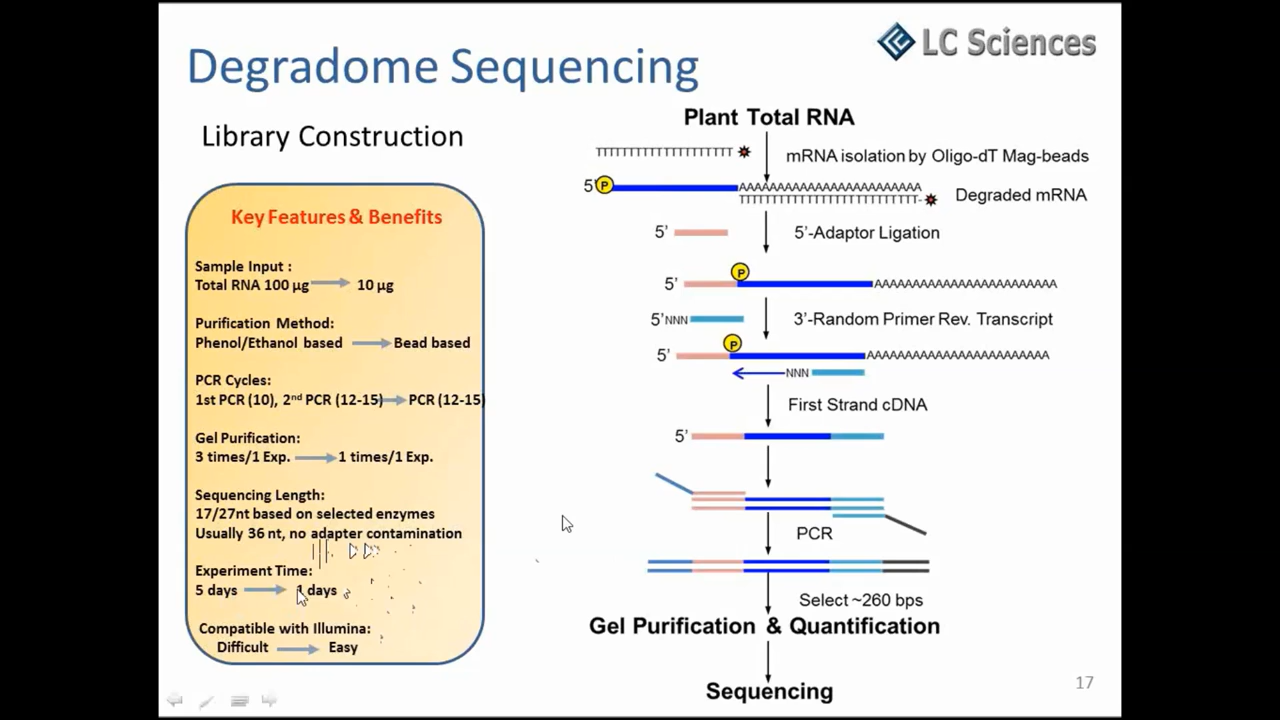 LC Sciences
Degradome Sequencing
Library Construction
Key Features & Benefits
Sample Input :
Total RNA 100 µg 10 µg
Purification Method:
Phenol/Ethanol based Bead based
PCR Cycles:
1st PCR (10), 2nd PCR (12-15) PCR (12-15)
Gel Purification:
3 times/1 Exp. 1 times/1 Exp.
Sequencing Length:
17/27nt based on selected enzymes
Usually 36 nt, no adapter contamination
Experiment Time:
5 days 1 days
Compatible with Illumina:
Difficult Easy
Plant Total RNA
TTTTTTTTTTTTTTTTT
mRNA isolation by Oligo-dT Mag-beads
5' P AAAAAAAAAAAAAAAAAAAAAAAA
TTTTTTTTTTTTTTTTTTTTTTTT
Degraded mRNA
5' 5'-Adaptor Ligation
P
5' AAAAAAAAAAAAAAAAAAAAAAAA
5'NNN 3'-Random Primer Rev. Transcript
P
5' AAAAAAAAAAAAAAAAAAAAAAAA
NNN
First Strand cDNA
5'
PCR
Select ~260 bps
Gel Purification & Quantification
Sequencing
17